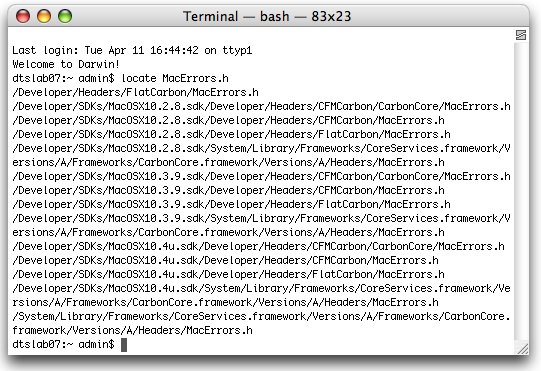 Terminal — bash — 83x23
Last login: Tue Apr 11 16:44:42 on ttyp1
Welcome to Darwin!
dtslab07:~ admin$ locate MacErrors.h
/Developer/Headers/FlatCarbon/MacErrors.h
/Developer/SDKs/MacOSX10.2.8.sdk/Developer/Headers/CFMCarbon/CarbonCore/MacErrors.h
/Developer/SDKs/MacOSX10.2.8.sdk/Developer/Headers/CFMCarbon/MacErrors.h
/Developer/SDKs/MacOSX10.2.8.sdk/Developer/Headers/FlatCarbon/MacErrors.h
/Developer/SDKs/MacOSX10.2.8.sdk/System/Library/Frameworks/CoreServices.framework/V
ersions/A/Frameworks/CarbonCore.framework/Versions/A/Headers/MacErrors.h
/Developer/SDKs/MacOSX10.3.9.sdk/Developer/Headers/CFMCarbon/CarbonCore/MacErrors.h
/Developer/SDKs/MacOSX10.3.9.sdk/Developer/Headers/CFMCarbon/MacErrors.h
/Developer/SDKs/MacOSX10.3.9.sdk/Developer/Headers/FlatCarbon/MacErrors.h
/Developer/SDKs/MacOSX10.3.9.sdk/System/Library/Frameworks/CoreServices.framework/V
ersions/A/Frameworks/CarbonCore.framework/Versions/A/Headers/MacErrors.h
/Developer/SDKs/MacOSX10.4u.sdk/Developer/Headers/CFMCarbon/CarbonCore/MacErrors.h
/Developer/SDKs/MacOSX10.4u.sdk/Developer/Headers/CFMCarbon/MacErrors.h
/Developer/SDKs/MacOSX10.4u.sdk/Developer/Headers/FlatCarbon/MacErrors.h
/Developer/SDKs/MacOSX10.4u.sdk/System/Library/Frameworks/CoreServices.framework/Ve
rsions/A/Frameworks/CarbonCore.framework/Versions/A/Headers/MacErrors.h
/System/Library/Frameworks/CoreServices.framework/Versions/A/Frameworks/CarbonCore.
framework/Versions/A/Headers/MacErrors.h
dtslab07:~ admin$